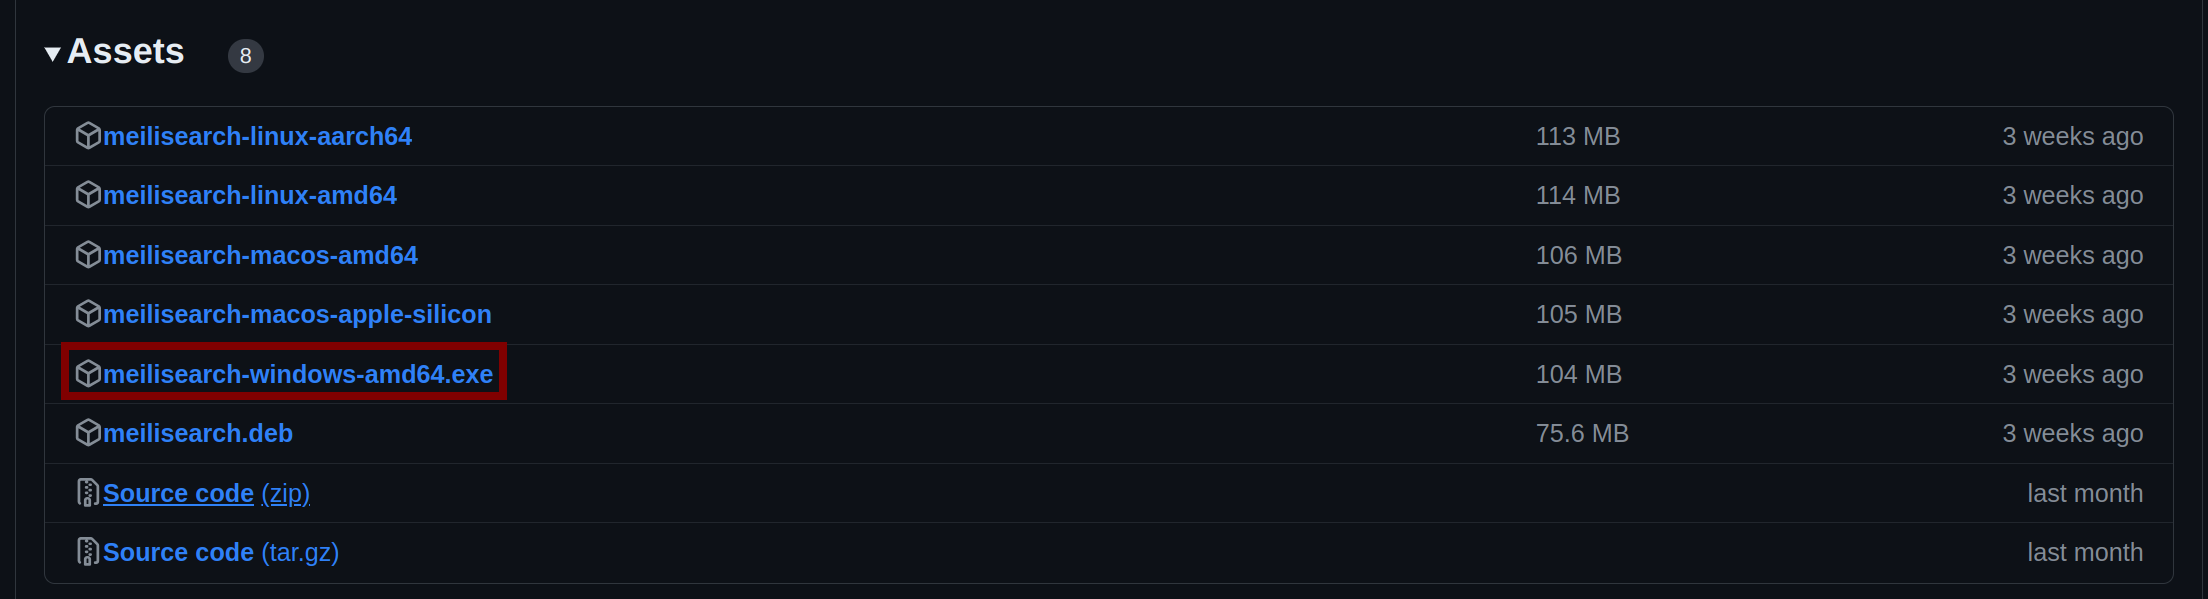 Assets 8
meilisearch-linux-aarch64 113 MB 3 weeks ago
meilisearch-linux-amd64 114 MB 3 weeks ago
meilisearch-macos-amd64 106 MB 3 weeks ago
meilisearch-macos-apple-silicon 105 MB 3 weeks ago
meilisearch-windows-amd64.exe 104 MB 3 weeks ago
meilisearch.deb 75.6 MB 3 weeks ago
Source code (zip) last month
Source code (tar.gz) last month